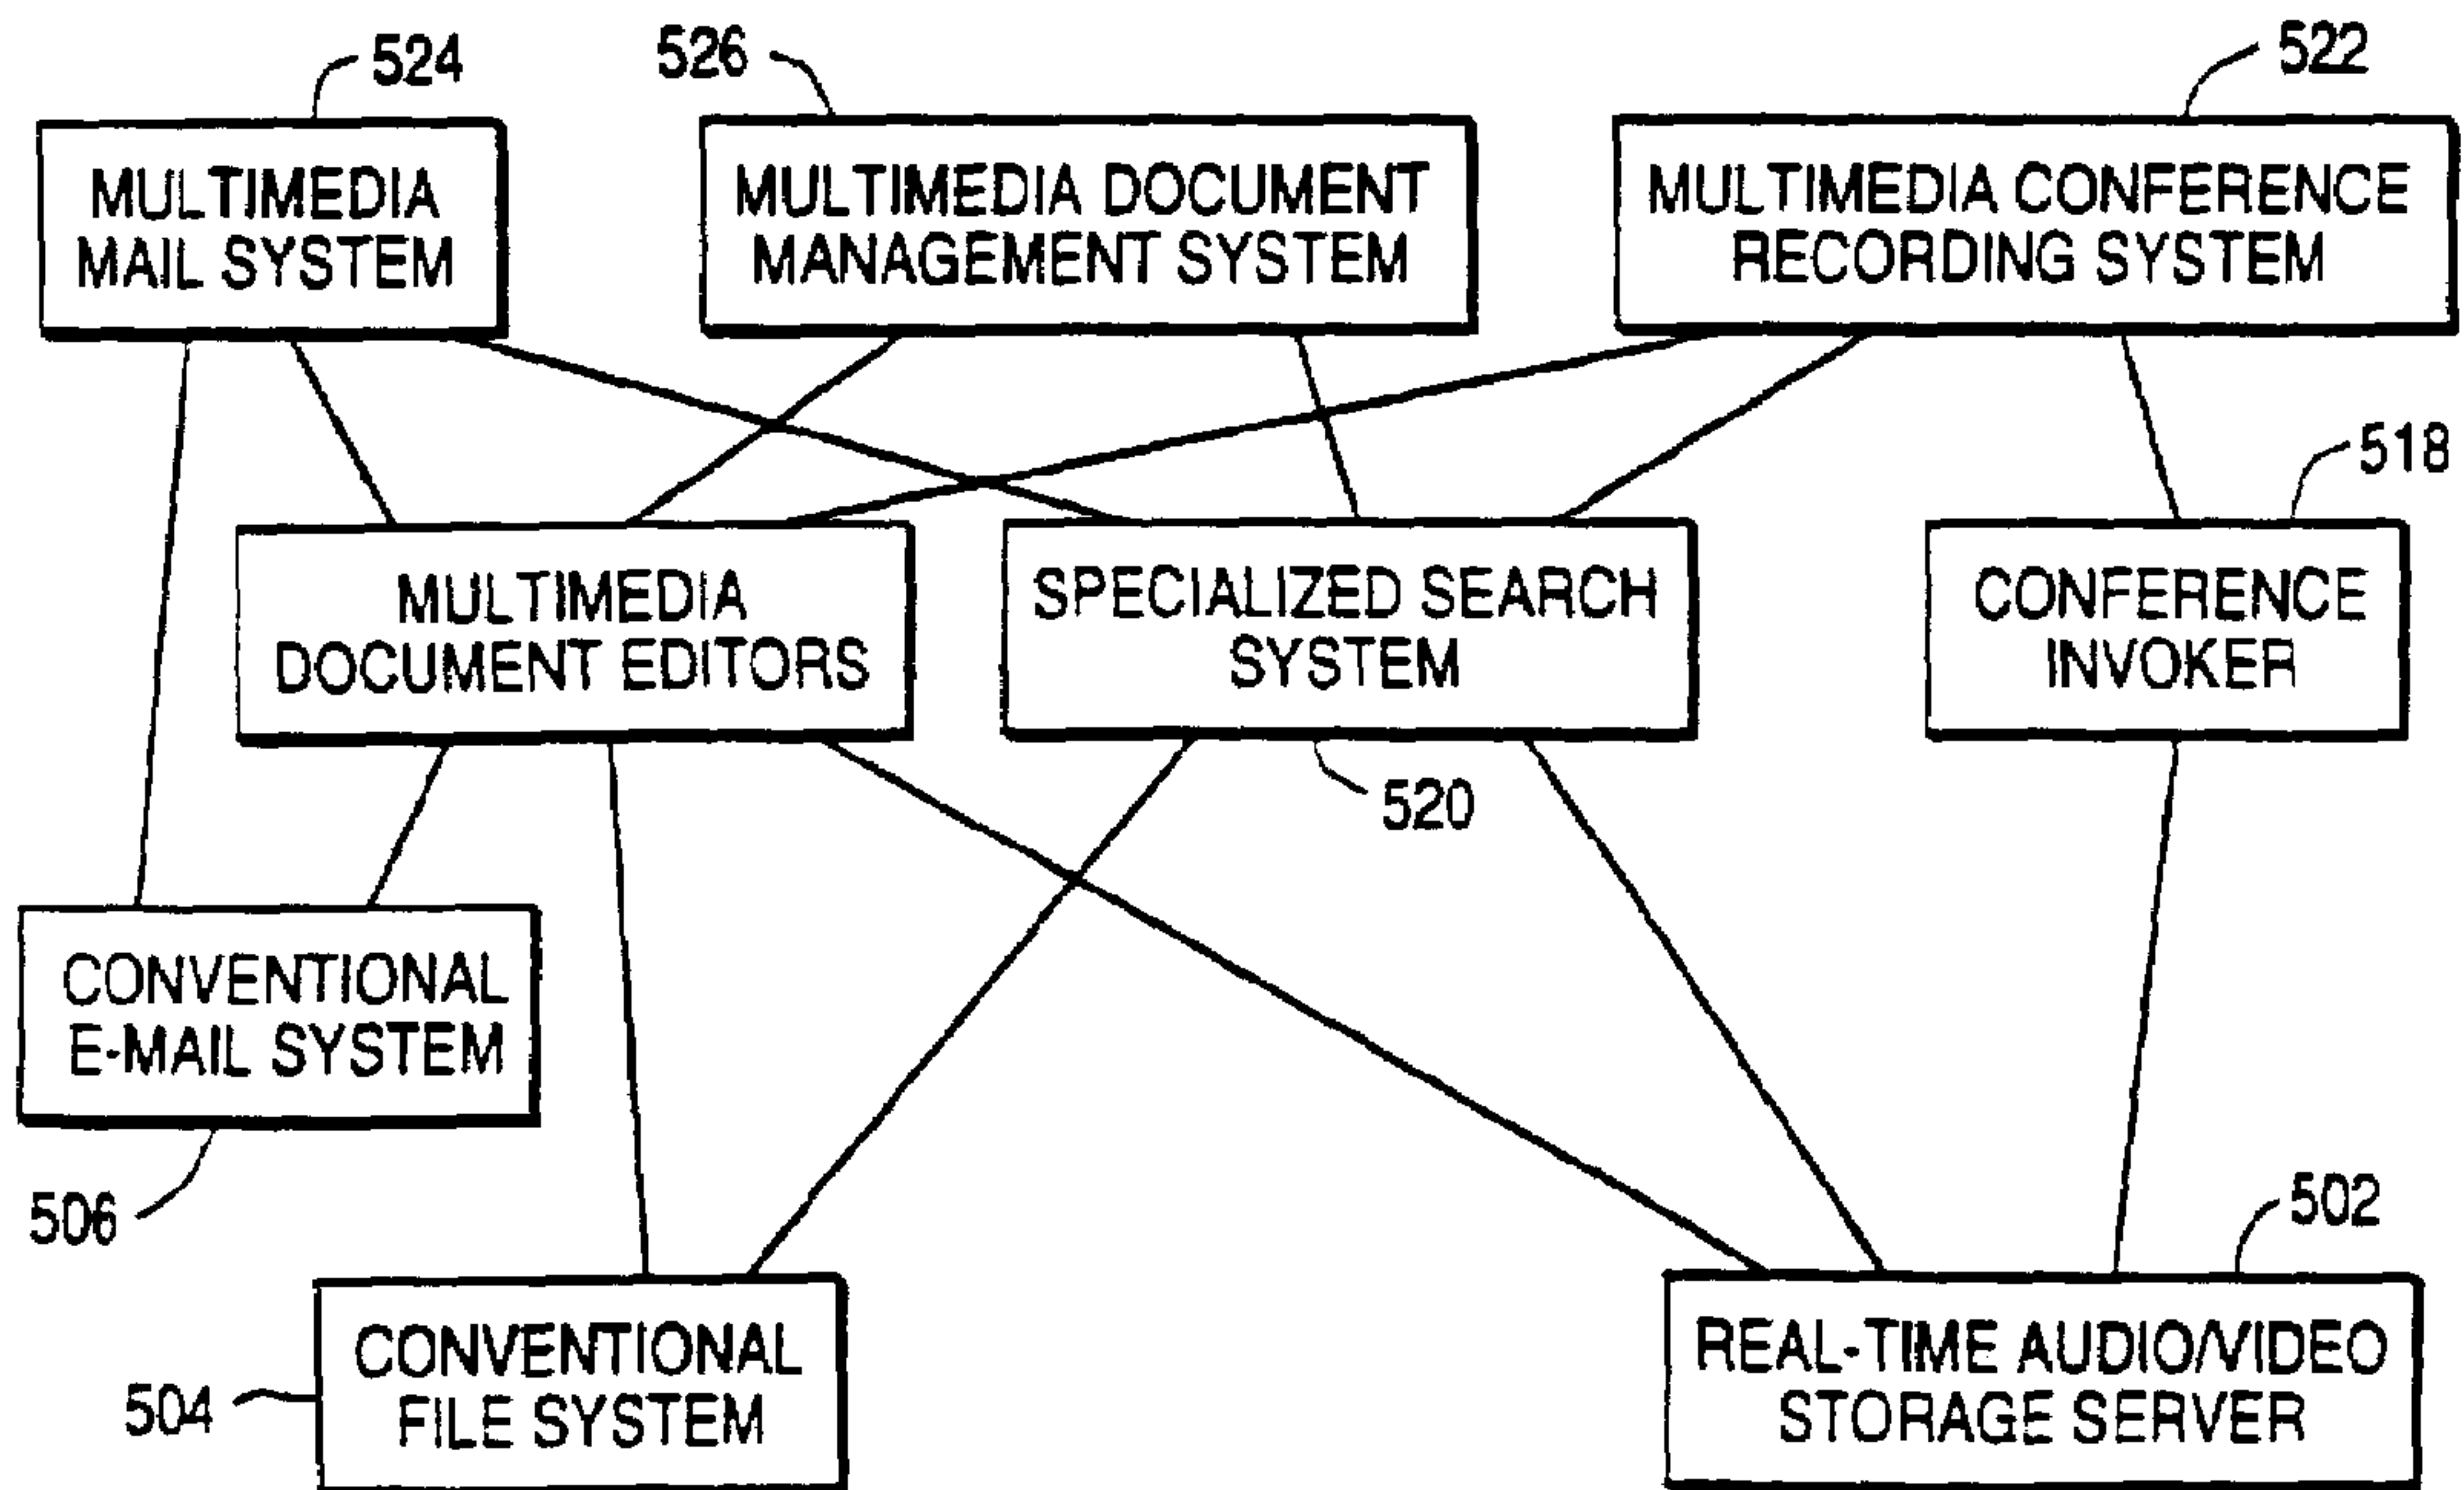 524
526
522
MULTIMEDIA
MAIL SYSTEM
MULTIMEDIA DOCUMENT
MANAGEMENT SYSTEM
MULTIMEDIA CONFERENCE
RECORDING SYSTEM
518
MULTIMEDIA
DOCUMENT EDITORS
SPECIALIZED SEARCH
SYSTEM
CONFERENCE
INVOKER
520
CONVENTIONAL
E-MAIL SYSTEM
506
502
CONVENTIONAL
FILE SYSTEM
504
REAL-TIME AUDIO/VIDEO
STORAGE SERVER